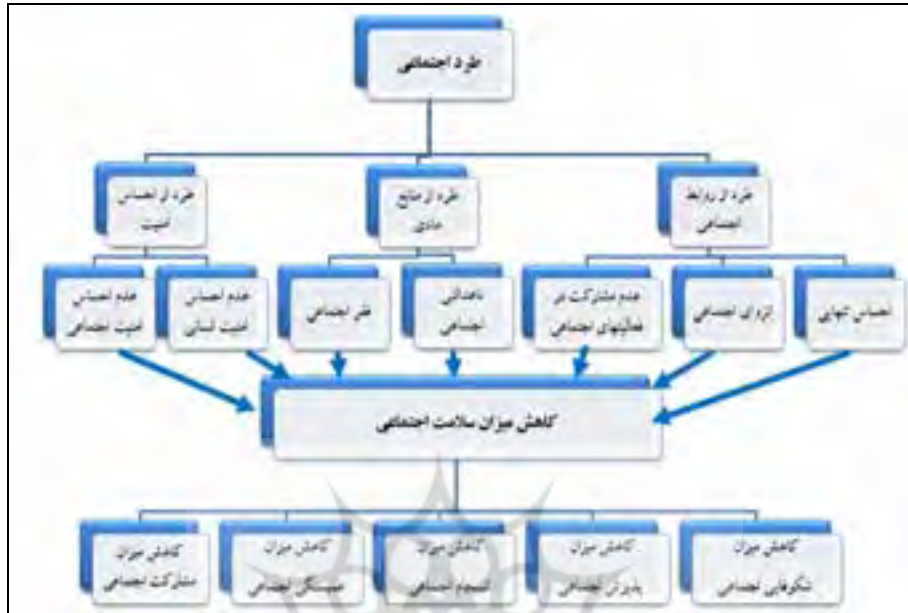 طرد اجتماعی
طرد از روابط
اجتماعی
طرد از منابع
مادی
طرد از احساس
امنیت
احساس تنهایی
انزوای اجتماعی
عدم مشارکت در
فعالیتهای اجتماعی
ناعدالتی
اجتماعی
فقر اجتماعی
عدم احساس
امنیت
عدم احساس
امنیت اجتماعی
کاهش میزان سلامت اجتماعی
کاهش میزان
شکوفایی اجتماعی
کاهش میزان
پذیرش اجتماعی
کاهش میزان
انسجام اجتماعی
کاهش میزان
همبستگی اجتماعی
کاهش میزان
مشارکت اجتماعی